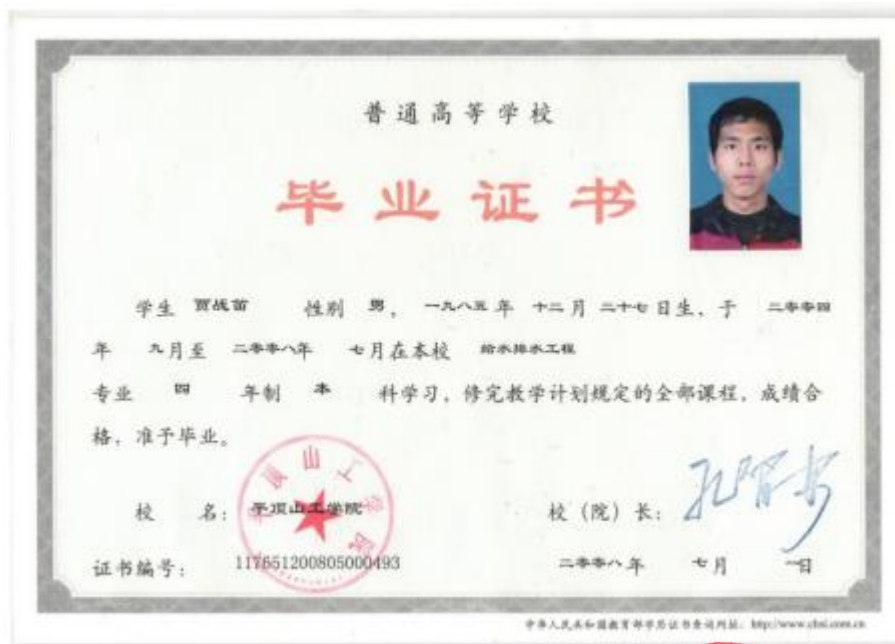 普通高等学校
毕业证书
学生 贾战苗 性别 男，一九八五年 十二月 二十七日生，于 二零零四
年 九月至 二零零八年 七月在本校 给水排水工程
专业 四 年制 本 科学习，修完教学计划规定的全部课程，成绩合
格，准予毕业。
平顶山工学院
校 名：平顶山工学院 校（院）长：
证书编号：117651200805000493 二零零八年 七月 一日
中华人民共和国教育部学历证书查询网址：http://www.chsi.com.cn